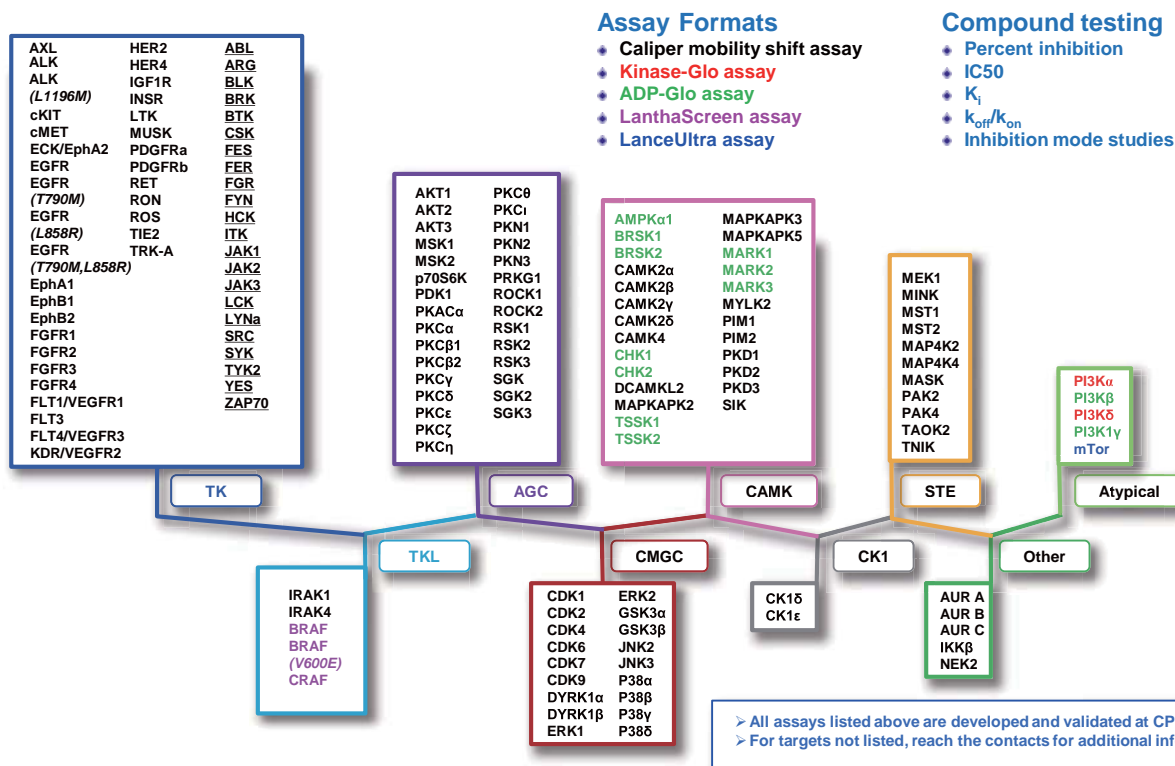 Assay Formats
Caliper mobility shift assay
Kinase-Glo assay
ADP-Glo assay
LanthaScreen assay
LanceUltra assay
Compound testing
Percent inhibition
IC50
Ki
koff/kon
Inhibition mode studies
AXL
ALK
ALK
(L1196M)
cKIT
cMET
ECK/EphA2
EGFR
EGFR
(T790M)
EGFR
(L858R)
EGFR
(T790M,L858R)
EphA1
EphB1
EphB2
FGFR1
FGFR2
FGFR3
FGFR4
FLT1/VEGFR1
FLT3
FLT4/VEGFR3
KDR/VEGFR2
HER2
HER4
IGF1R
INSR
LTK
MUSK
PDGFRa
PDGFRb
RET
RON
ROS
TIE2
TRK-A
ABL
ARG
BLK
BRK
BTK
CSK
FES
FER
FGR
FYN
HCK
ITK
JAK1
JAK2
JAK3
LCK
LYNa
SRC
SYK
TYK2
YES
ZAP70
TK
AKT1
AKT2
AKT3
MSK1
MSK2
p70S6K
PDK1
PKACα
PKCα
PKCβ1
PKCβ2
PKCγ
PKCδ
PKCε
PKCζ
PKCη
PKCθ
PKCι
PKN1
PKN2
PKN3
PRKG1
ROCK1
ROCK2
RSK1
RSK2
RSK3
SGK
SGK2
SGK3
AGC
AMPKα1
BRSK1
BRSK2
CAMK2α
CAMK2β
CAMK2γ
CAMK2δ
CAMK4
CHK1
CHK2
DCAMKL2
MAPKAPK2
TSSK1
TSSK2
MAPKAPK3
MAPKAPK5
MARK1
MARK2
MARK3
MYLK2
PIM1
PIM2
PKD1
PKD2
PKD3
SIK
CAMK
MEK1
MINK
MST1
MST2
MAP4K2
MAP4K4
MASK
PAK2
PAK4
TAOK2
TNIK
STE
PI3Kα
PI3Kβ
PI3Kδ
PI3K1γ
mTor
Atypical
TKL
IRAK1
IRAK4
BRAF
BRAF
(V600E)
CRAF
CMGC
CDK1
CDK2
CDK4
CDK6
CDK7
CDK9
DYRK1α
DYRK1β
ERK1
ERK2
GSK3α
GSK3β
JNK2
JNK3
P38α
P38β
P38γ
P38δ
CK1
CK1δ
CK1ε
Other
AUR A
AUR B
AUR C
IKKβ
NEK2
All assays listed above are developed and validated at CP
For targets not listed, reach the contacts for additional inf